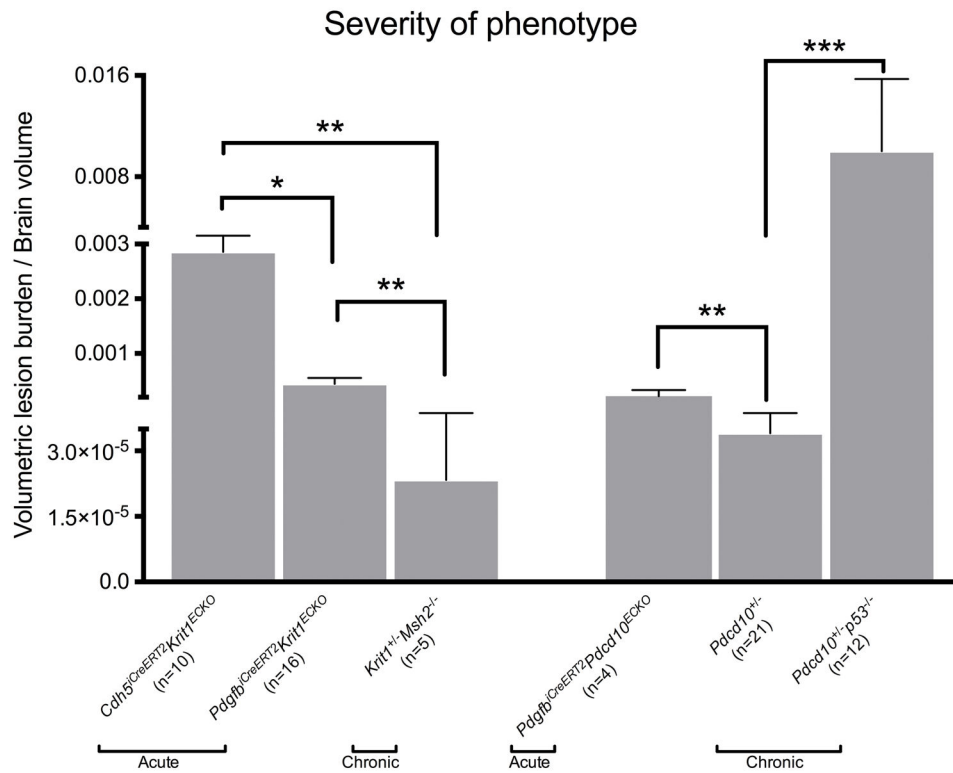 Severity of phenotype
Volumetric lesion burden / Brain volume
0.016
0.008
0.003
0.002
0.001
3.0×10⁻⁵
1.5×10⁻⁵
0.0
**
*
**
**
***
Cdh5ⁱCreERT2Krit1ᴱCKO
(n=10)
PdgfbⁱCreERT2Krit1ᴱCKO
(n=16)
Krit1⁺/⁻Msh2⁻/⁻
(n=5)
PdgfbⁱCreERT2Pdcd10ᴱCKO
(n=4)
Pdcd10⁺/⁻
(n=21)
Pdcd10⁺/⁻p53⁻/⁻
(n=12)
Acute
Chronic
Acute
Chronic